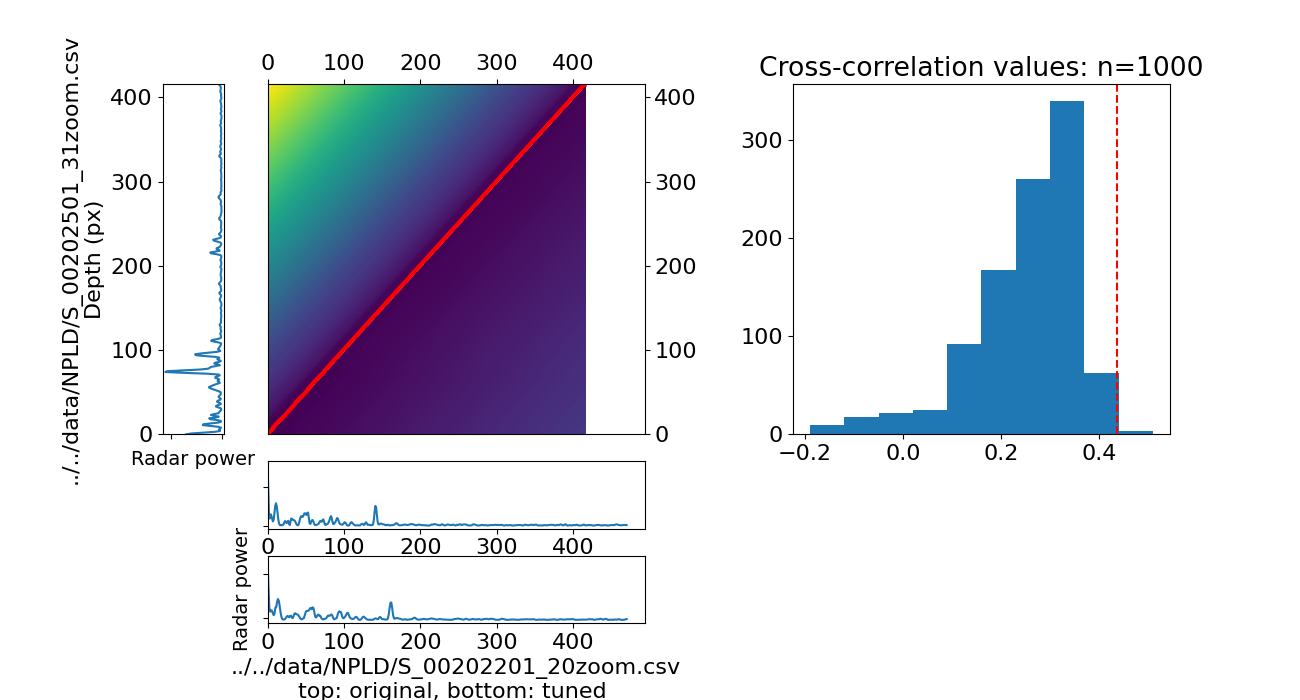 Cross-correlation values: n=1000
0 100 200 300 400
../../data/NPLD/S_00202501_31zoom.csv
Depth (px)
400
300
200
100
0
Radar power
400
300
200
100
0
300
200
100
0
−0.2 0.0 0.2 0.4
0 100 200 300 400
Radar power
0 100 200 300 400
../../data/NPLD/S_00202201_20zoom.csv
top: original, bottom: tuned